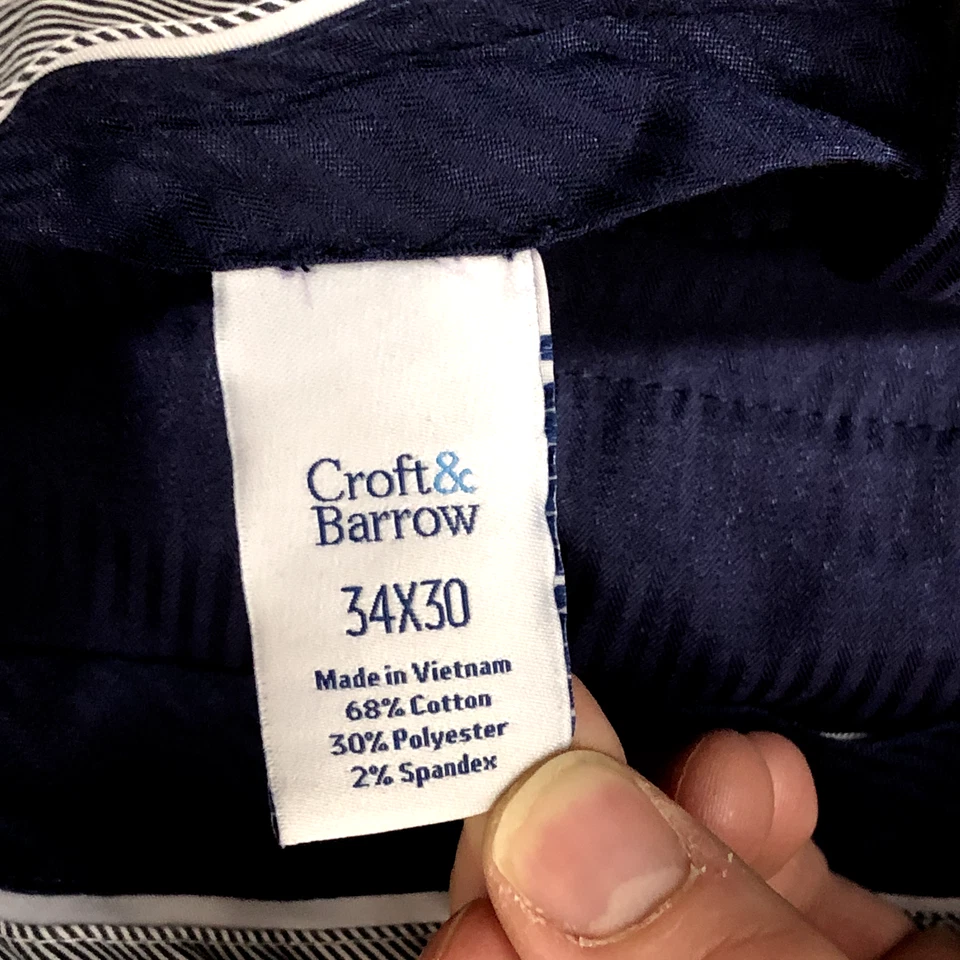 Croft&
Barrow
34X30
Made in Vietnam
68% Cotton
30% Polyester
2% Spandex